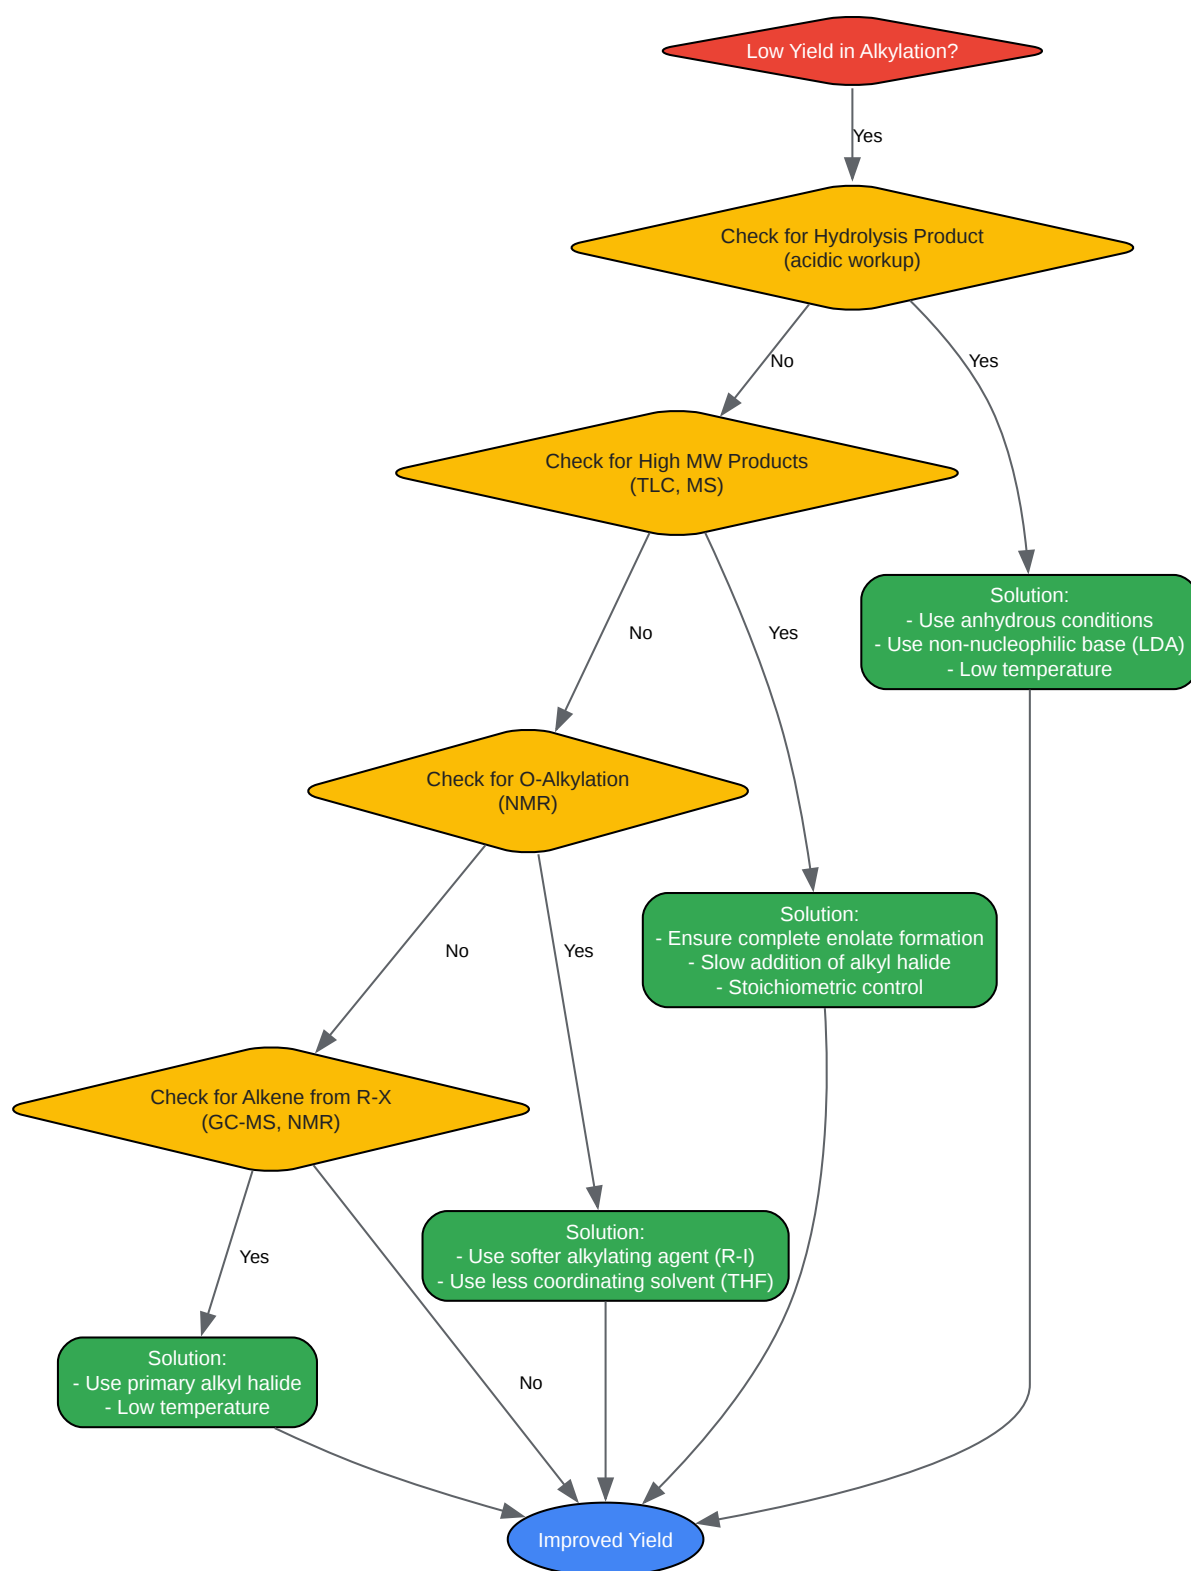 Low Yield in Alkylation?
Yes
Check for Hydrolysis Product
(acidic workup)
No
Yes
Check for High MW Products
(TLC, MS)
Solution:
- Use anhydrous conditions
- Use non-nucleophilic base (LDA)
- Low temperature
No
Yes
Check for O-Alkylation
(NMR)
Solution:
- Ensure complete enolate formation
- Slow addition of alkyl halide
- Stoichiometric control
No
Yes
Check for Alkene from R-X
(GC-MS, NMR)
Solution:
- Use softer alkylating agent (R-I)
- Use less coordinating solvent (THF)
Yes
No
Solution:
- Use primary alkyl halide
- Low temperature
Improved Yield